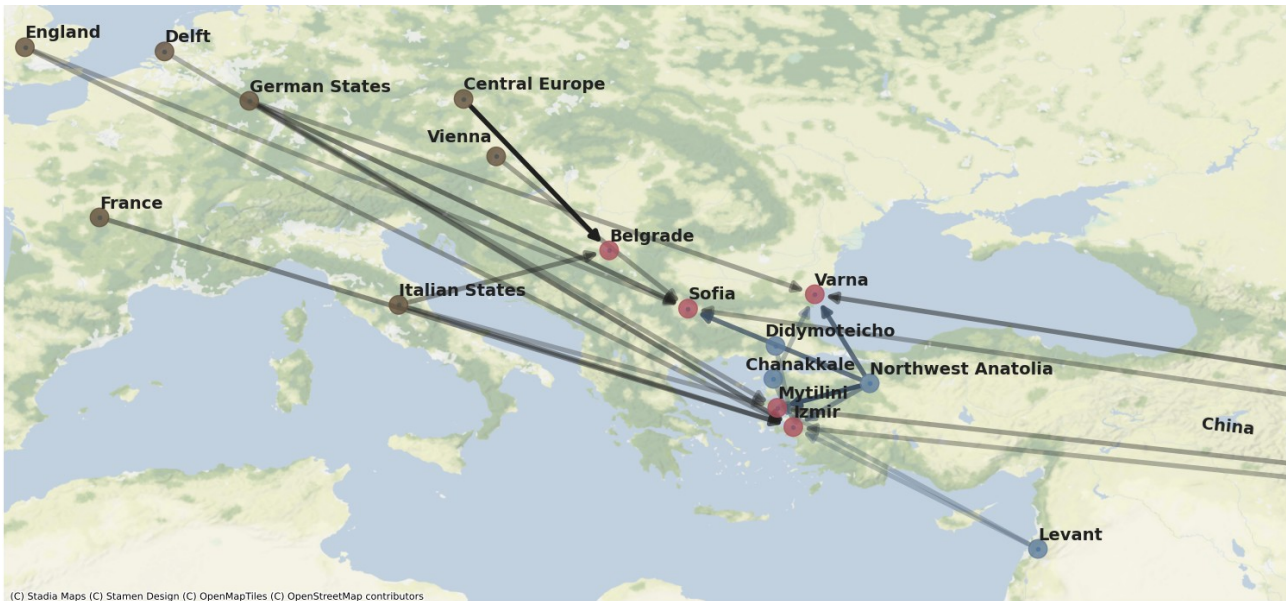 England
Delft
German States
Central Europe
Vienna
France
Belgrade
Italian States
Varna
Sofia
Didymoteicho
Chanakkale
Northwest Anatolia
Mytilini
Izmir
China
Levant
(C) Stadia Maps (C) Stamen Design (C) OpenMapTiles (C) OpenStreetMap contributors